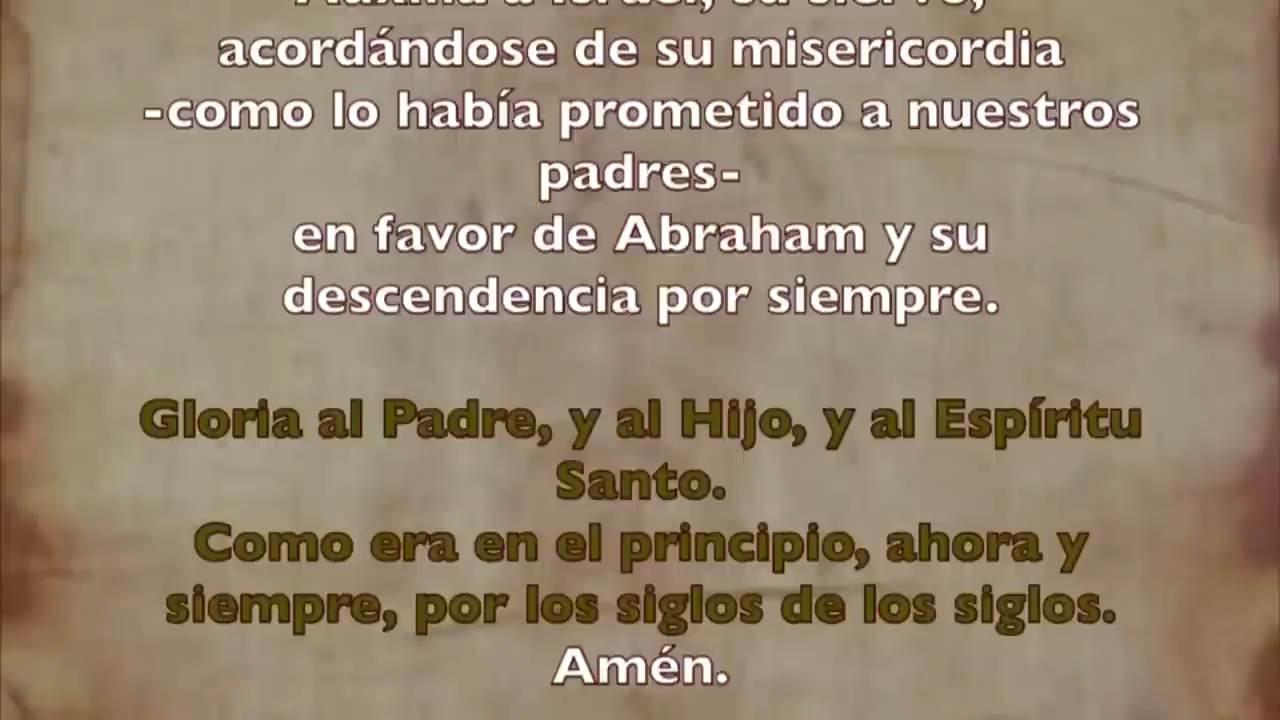 acordándose de su misericordia
-como lo había prometido a nuestros
padres-
en favor de Abraham y su
descendencia por siempre.
Gloria al Padre, y al Hijo, y al Espíritu
Santo.
Como era en el principio, ahora y
siempre, por los siglos de los siglos.
Amén.